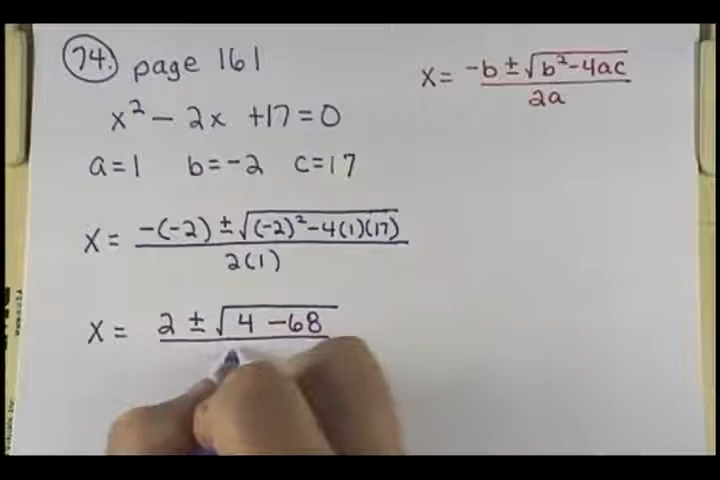 74. page 161
x = -b ± √b² - 4ac / 2a
x² - 2x + 17 = 0
a = 1 b = -2 c = 17
x = -(-2) ± √(-2)² - 4(1)(17) / 2(1)
x = 2 ± √4 - 68